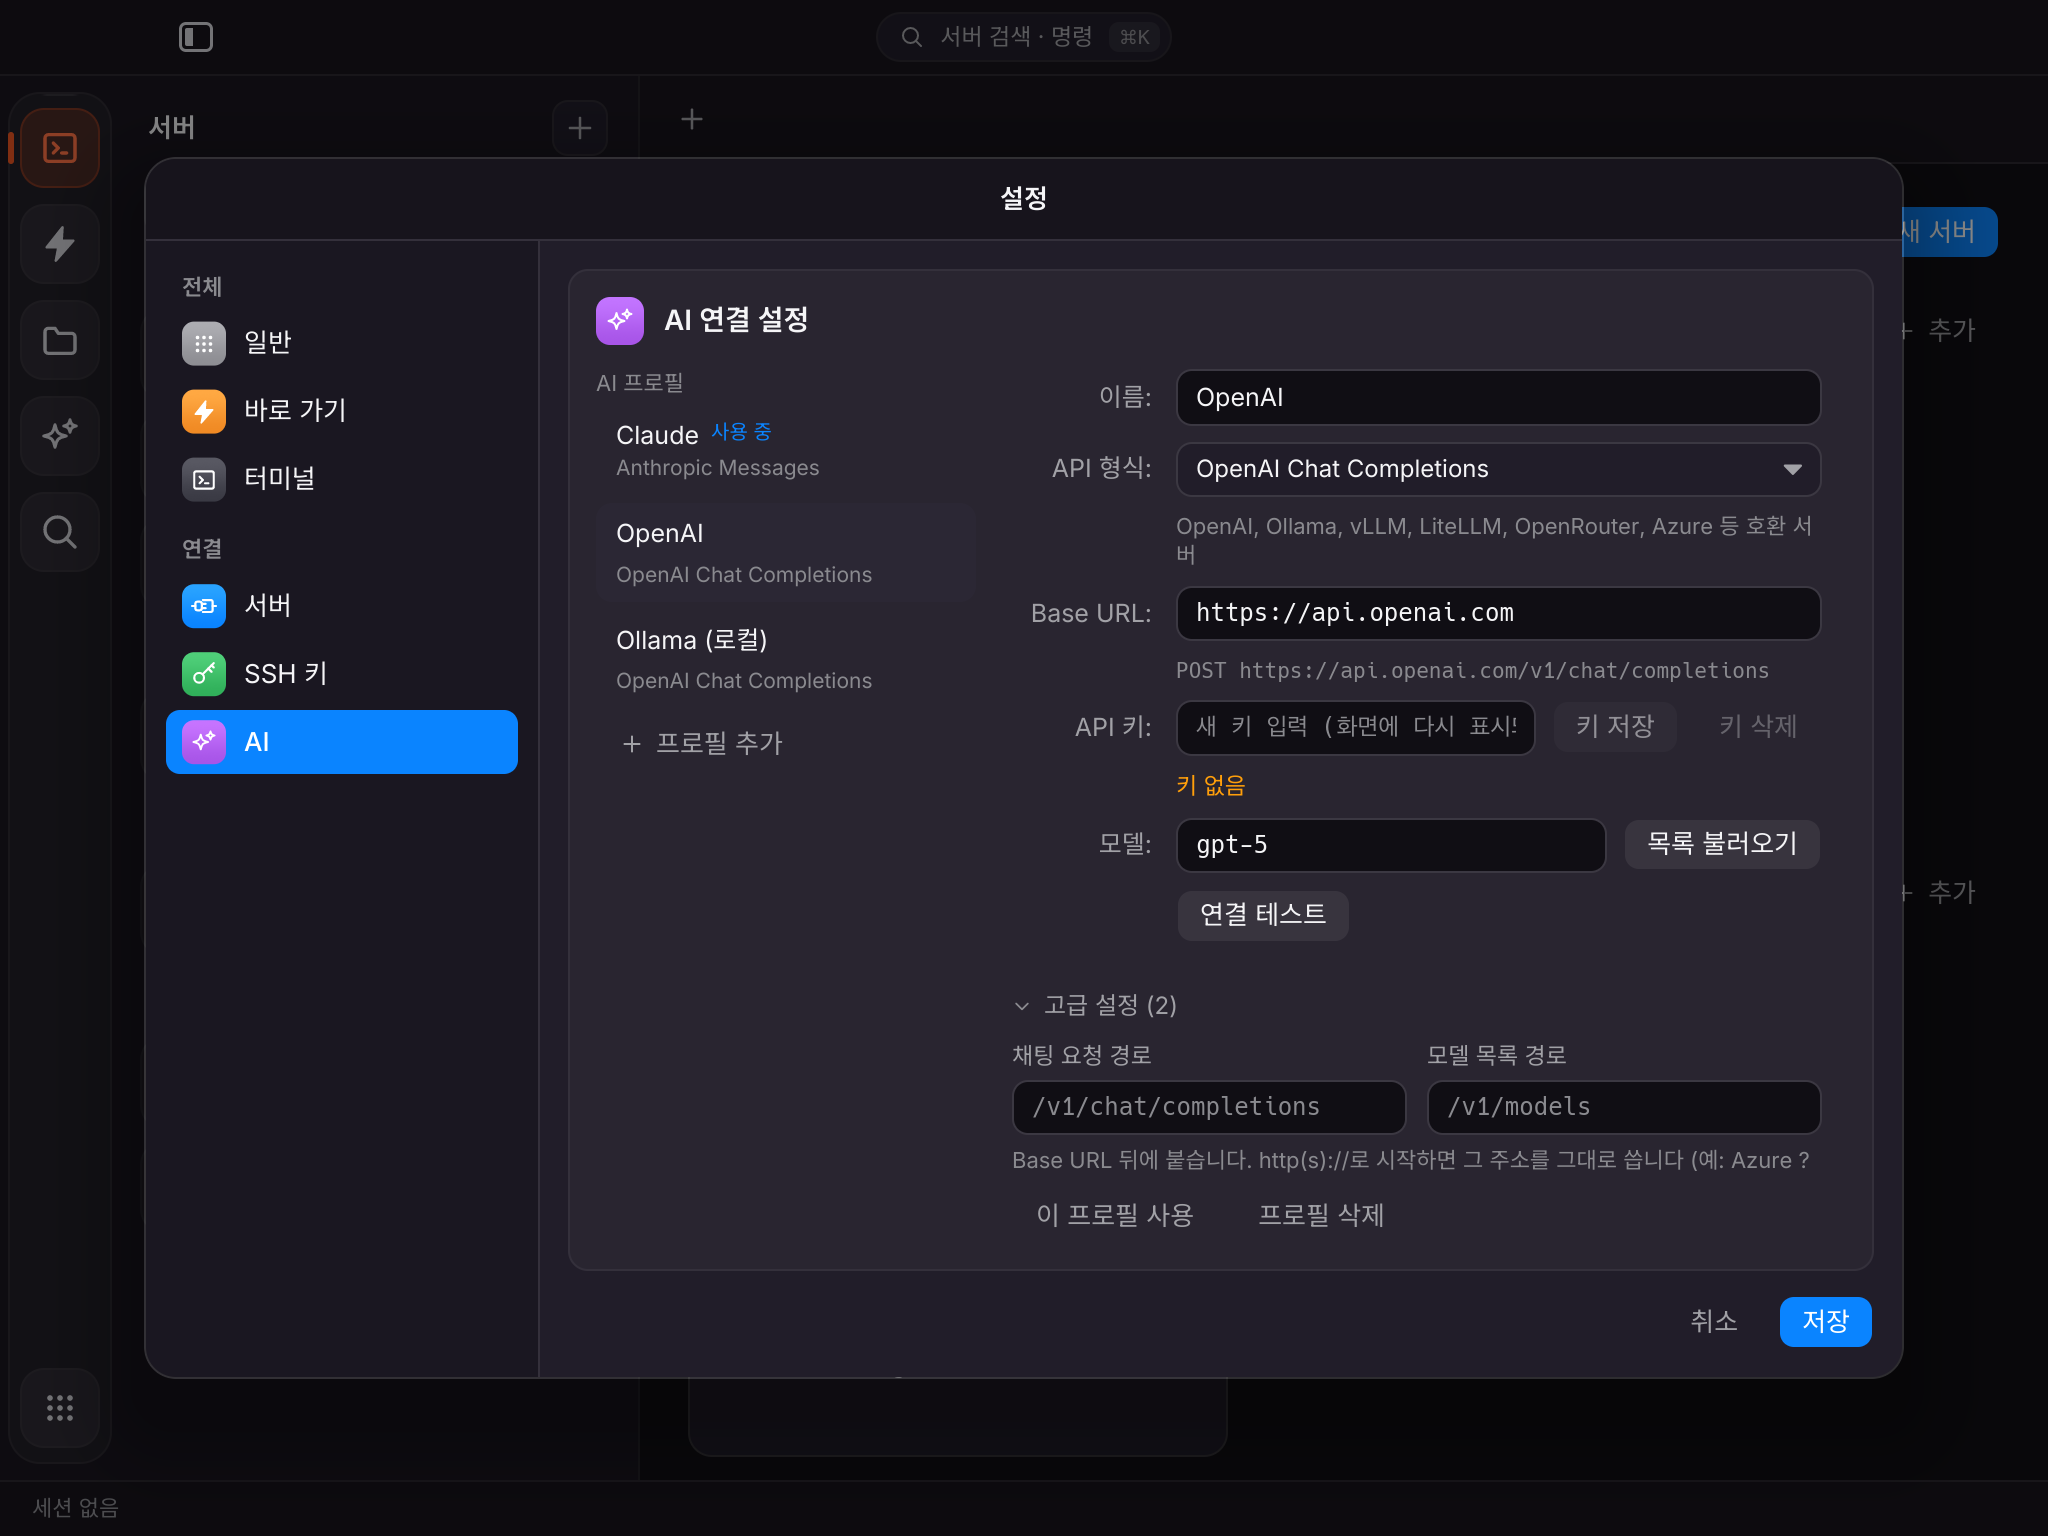 서버 검색 · 명령 ⌘K
서버
새 서버
추가
추가
설정
전체
일반
바로 가기
터미널
연결
서버
SSH 키
AI
AI 연결 설정
AI 프로필
Claude 사용 중
Anthropic Messages
OpenAI
OpenAI Chat Completions
Ollama (로컬)
OpenAI Chat Completions
프로필 추가
이름: OpenAI
API 형식: OpenAI Chat Completions
OpenAI, Ollama, vLLM, LiteLLM, OpenRouter, Azure 등 호환 서
버
Base URL: https://api.openai.com
POST https://api.openai.com/v1/chat/completions
API 키: 새 키 입력 (화면에 다시 키 저장 키 삭제
키 없음
모델: gpt-5 목록 불러오기
연결 테스트
고급 설정 (2)
채팅 요청 경로 모델 목록 경로
/v1/chat/completions /v1/models
Base URL 뒤에 붙습니다. http(s)://로 시작하면 그 주소를 그대로 씁니다 (예: Azure ?
이 프로필 사용 프로필 삭제
취소 저장
세션 없음